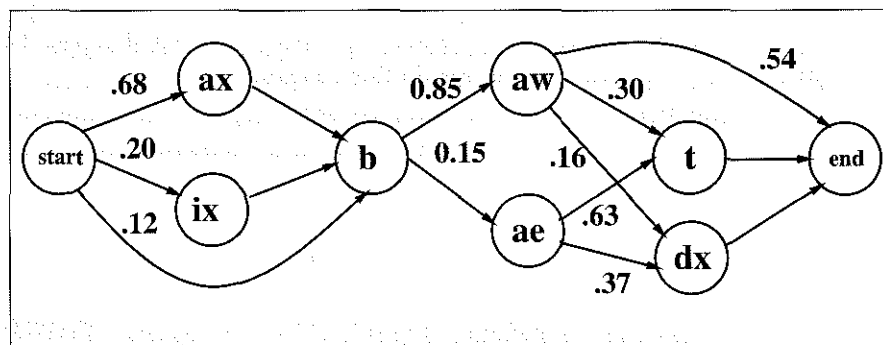 .68
ax
0.85
aw
.54
.30
start
.20
b
0.15
.16
t
end
.12
ix
ae
.63
dx
.37